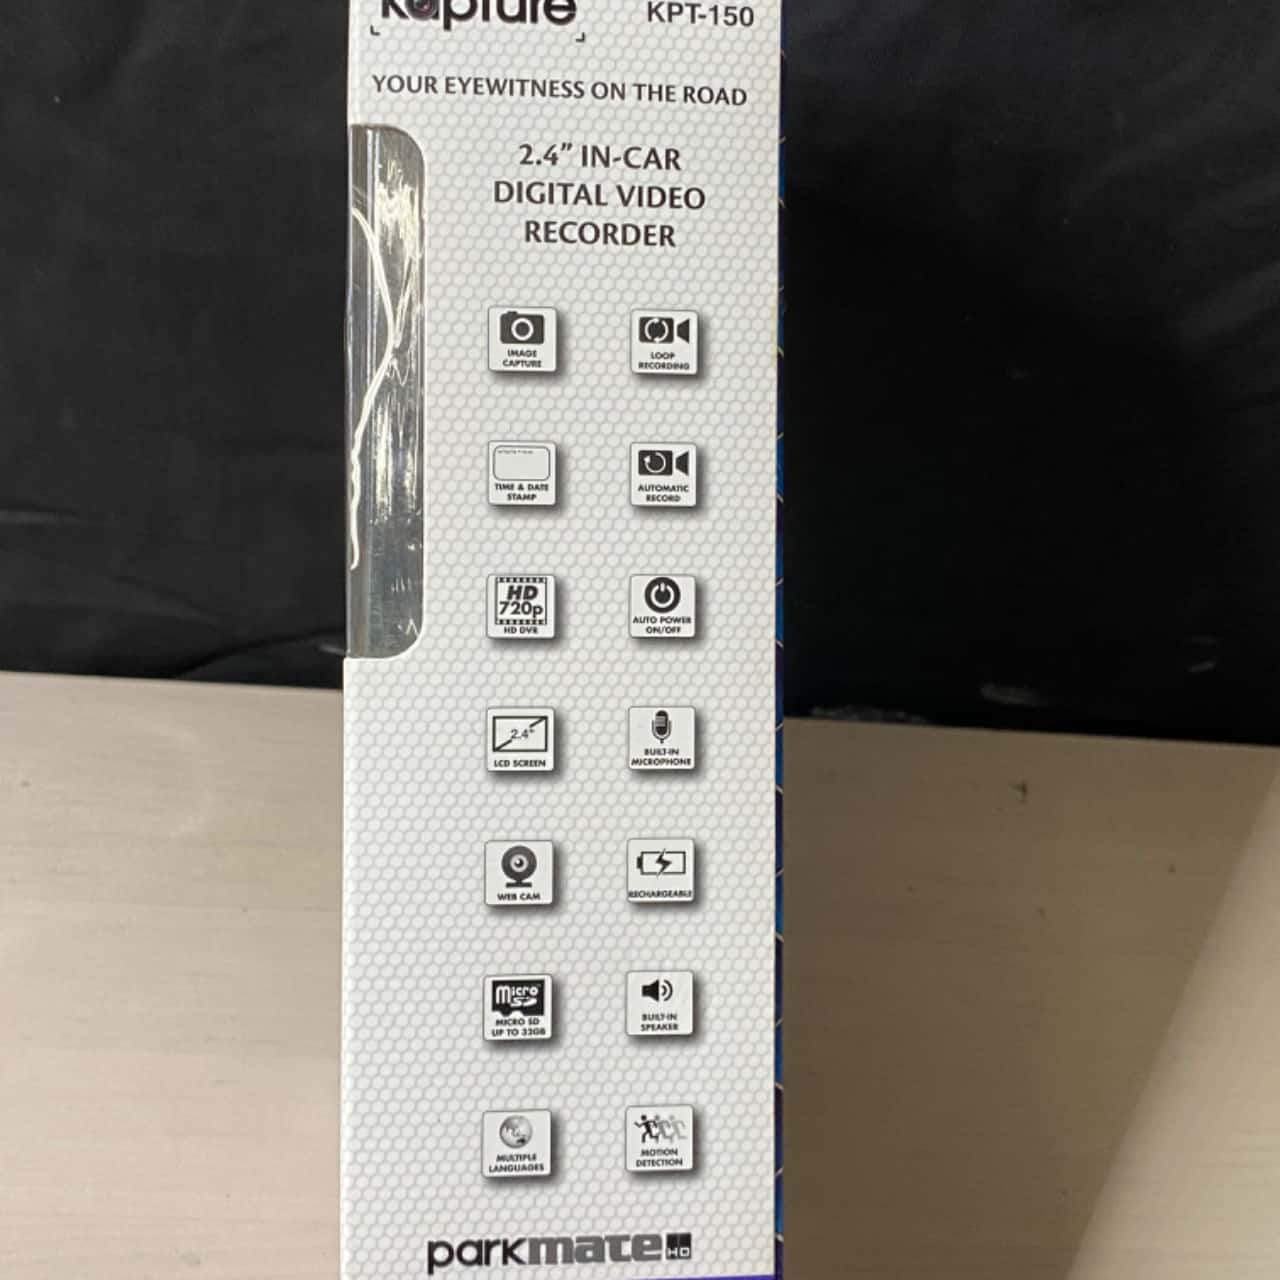 Kapture
KPT-150
YOUR EYEWITNESS ON THE ROAD
2.4" IN-CAR
DIGITAL VIDEO
RECORDER
IMAGE
CAPTURE
LOOP
RECORDING
TIME & DATE
STAMP
AUTOMATIC
RECORD
HD
720p
HD DVR
AUTO POWER
ON/OFF
2.4"
LCD SCREEN
BUILT-IN
MICROPHONE
WEB CAM
RECHARGEABLE
Micro
SD
MICRO SD
UP TO 32GB
BUILT-IN
SPEAKER
MULTIPLE
LANGUAGES
MOTION
DETECTION
parkmate HD